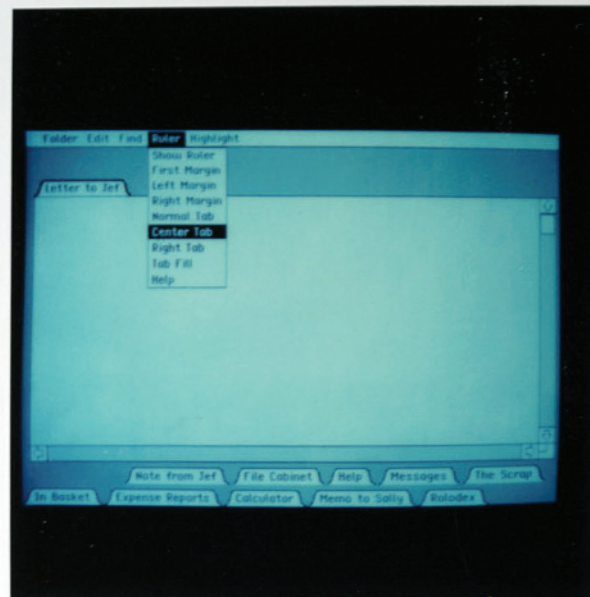 Folder Edit Find Ruler Highlight
Show Ruler
First Margin
Left Margin
Right Margin
Normal Tab
Center Tab
Right Tab
Tab Fill
Help
Letter to Jef
Note from Jef File Cabinet Help Messages The Scrap
In Basket Expense Reports Calculator Memo to Sally Rolodex